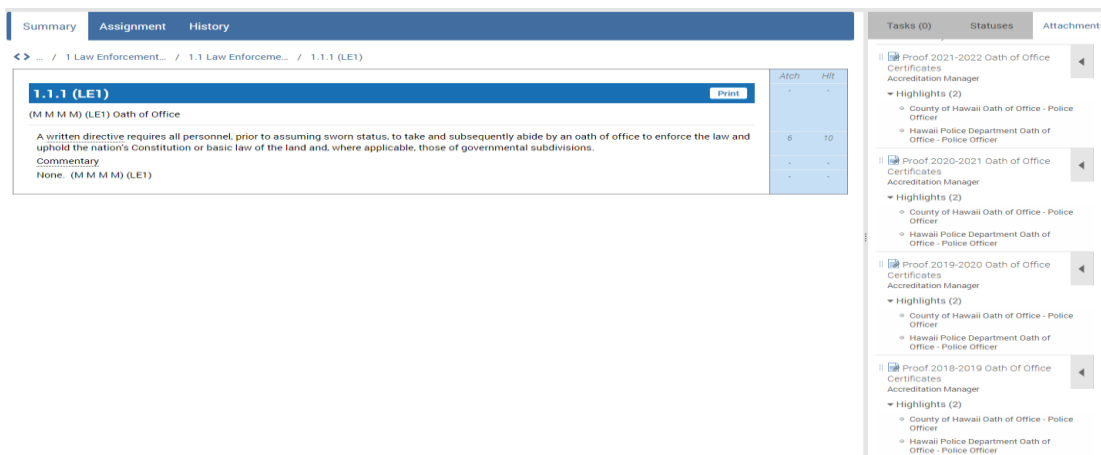 Summary Assignment History
... / 1 Law Enforcement... / 1.1 Law Enforceme... / 1.1.1 (LE1)
Atch Hlt
1.1.1 (LE1) Print - -
(M M M M) (LE1) Oath of Office
A written directive requires all personnel, prior to assuming sworn status, to take and subsequently abide by an oath of office to enforce the law and
uphold the nation's Constitution or basic law of the land and, where applicable, those of governmental subdivisions.
6 10
Commentary - -
None. (M M M M) (LE1) - -
Tasks (0) Statuses Attachment
Proof.2021-2022 Oath of Office
Certificates
Accreditation Manager
Highlights (2)
County of Hawaii Oath of Office - Police
Officer
Hawaii Police Department Oath of
Office - Police Officer
Proof.2020-2021 Oath of Office
Certificates
Accreditation Manager
Highlights (2)
County of Hawaii Oath of Office - Police
Officer
Hawaii Police Department Oath of
Office - Police Officer
Proof.2019-2020 Oath of Office
Certificates
Accreditation Manager
Highlights (2)
County of Hawaii Oath of Office - Police
Officer
Hawaii Police Department Oath of
Office - Police Officer
Proof.2018-2019 Oath Of Office
Certificates
Accreditation Manager
Highlights (2)
County of Hawaii Oath of Office - Police
Officer
Hawaii Police Department Oath of
Office - Police Officer